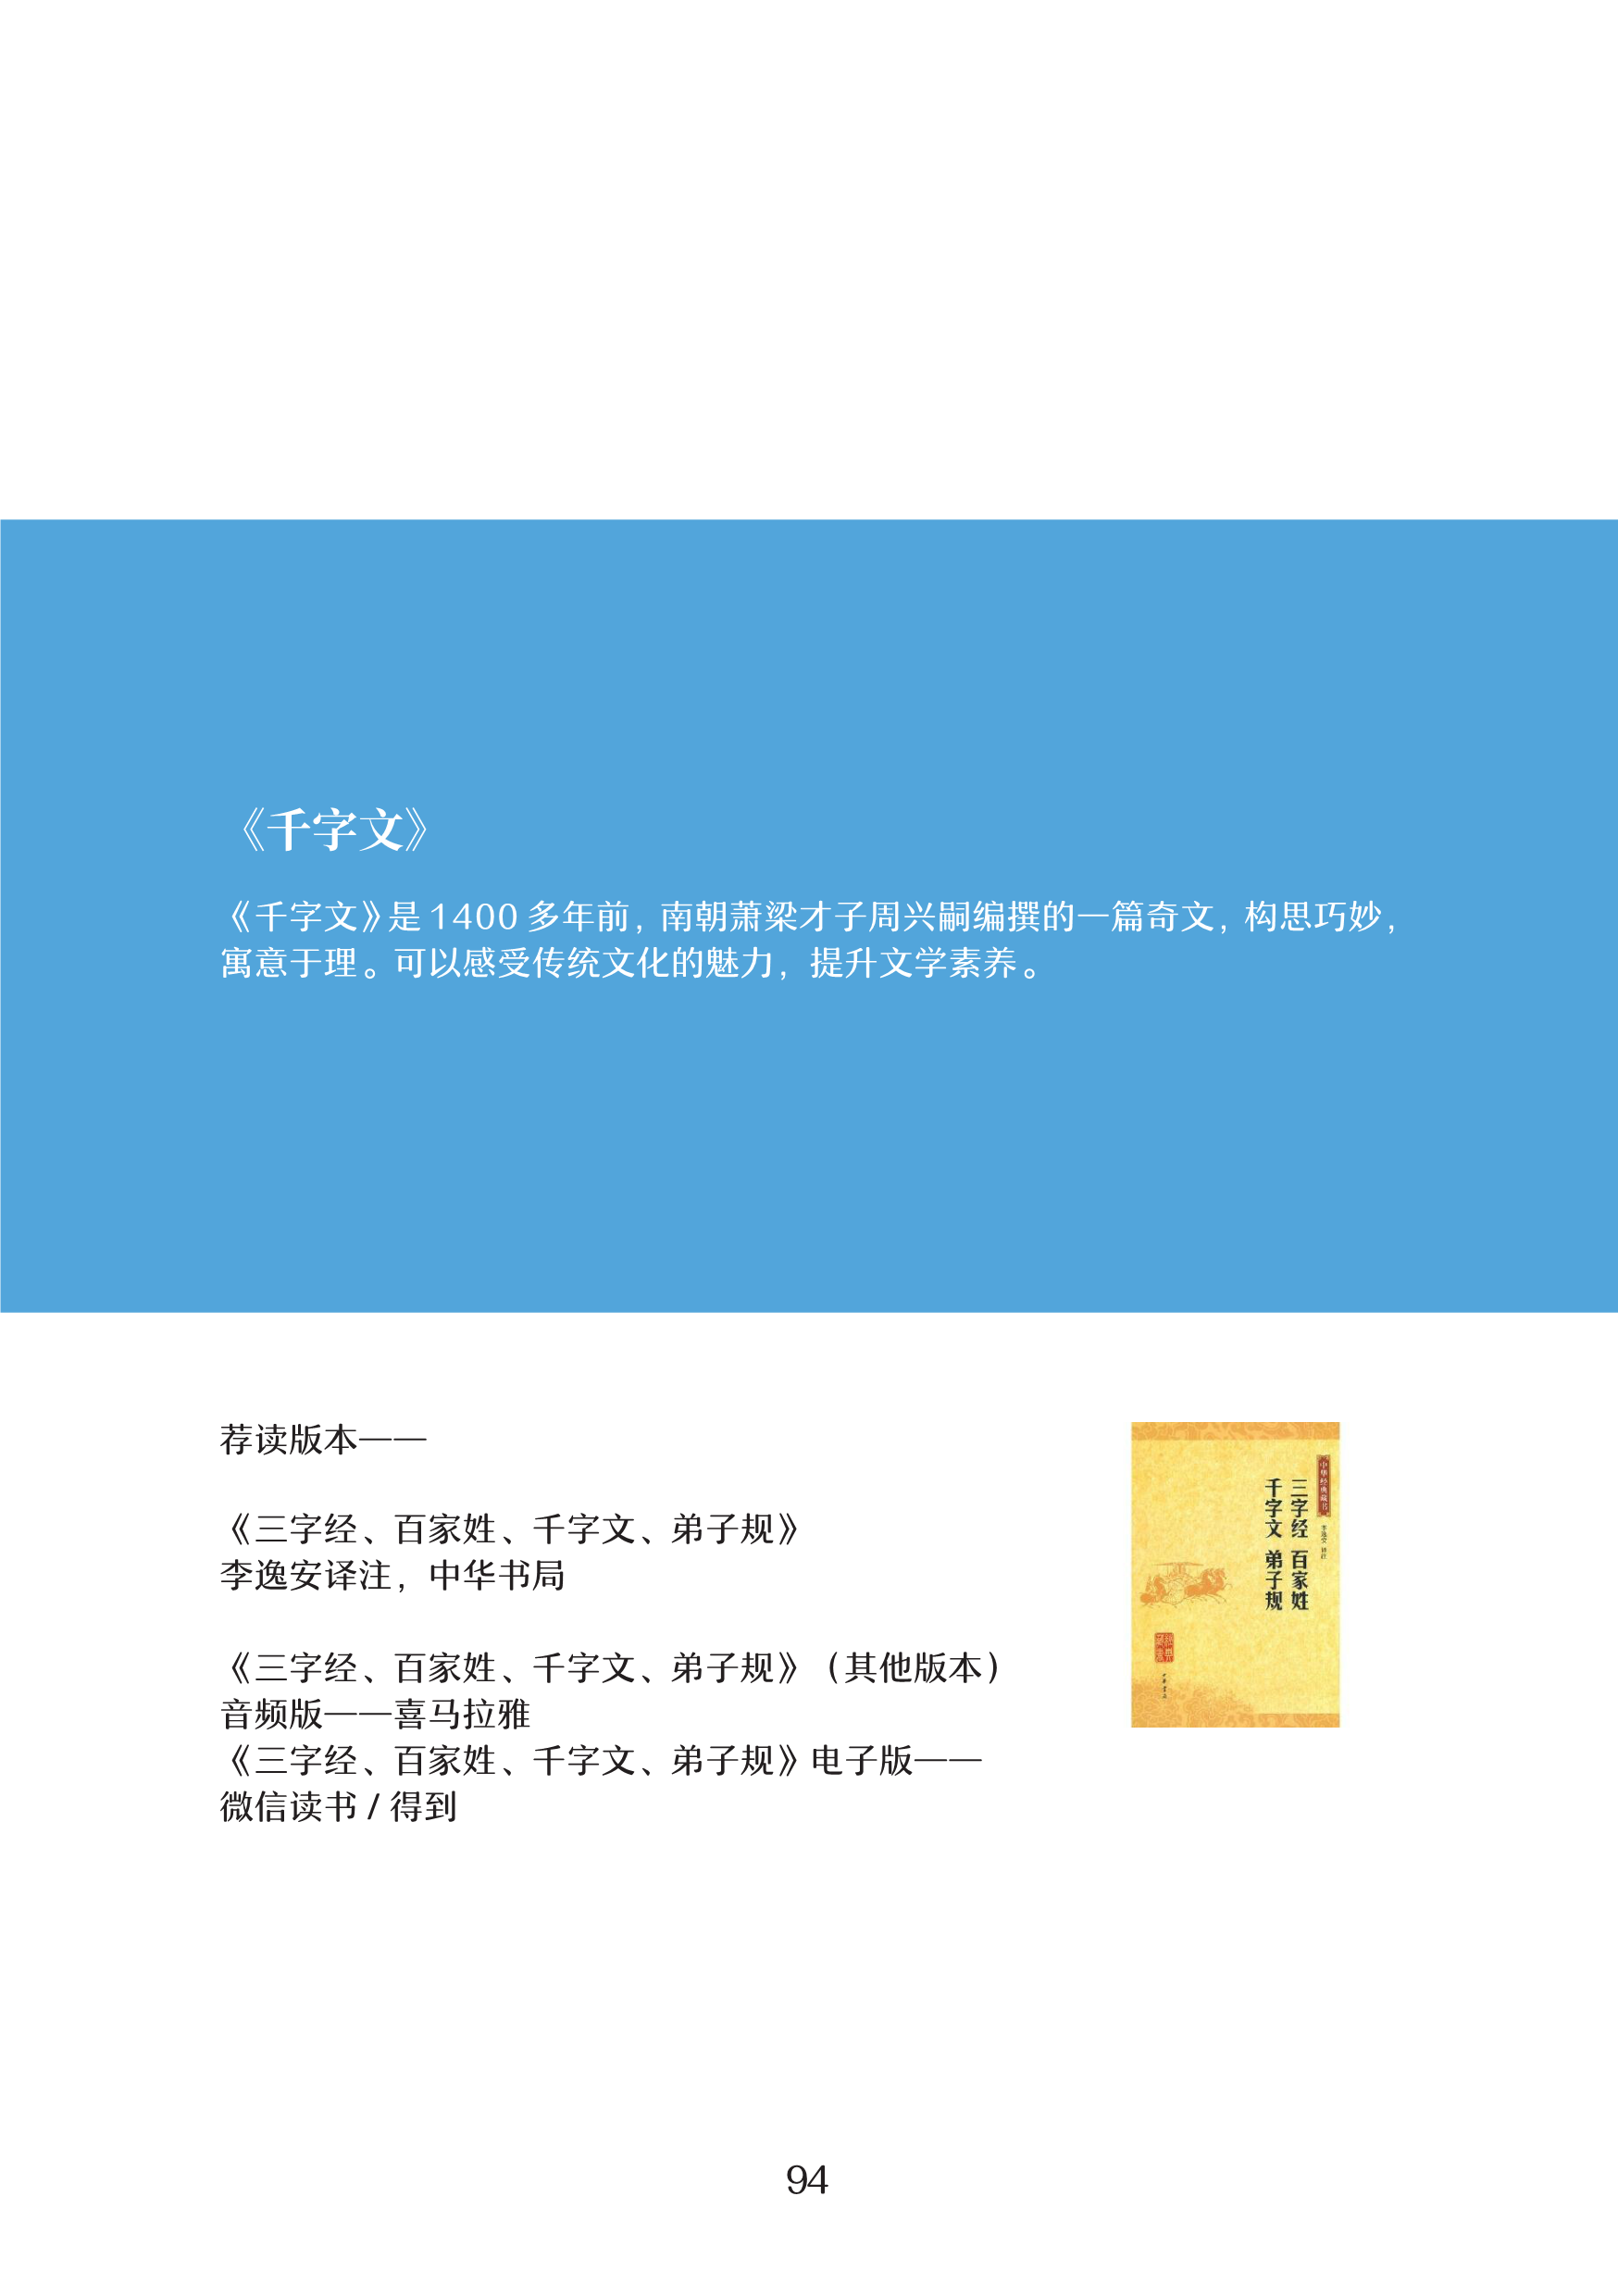 《千字文》
《千字文》是 1400 多年前，南朝萧梁才子周兴嗣编撰的一篇奇文，构思巧妙，
寓意于理。可以感受传统文化的魅力，提升文学素养。
荐读版本——
《三字经、百家姓、千字文、弟子规》
李逸安译注，中华书局
《三字经、百家姓、千字文、弟子规》（其他版本）
音频版——喜马拉雅
《三字经、百家姓、千字文、弟子规》电子版——
微信读书 / 得到
中华经典藏书
李逸安 译注
三字经 百家姓
千字文 弟子规
中华书局
94